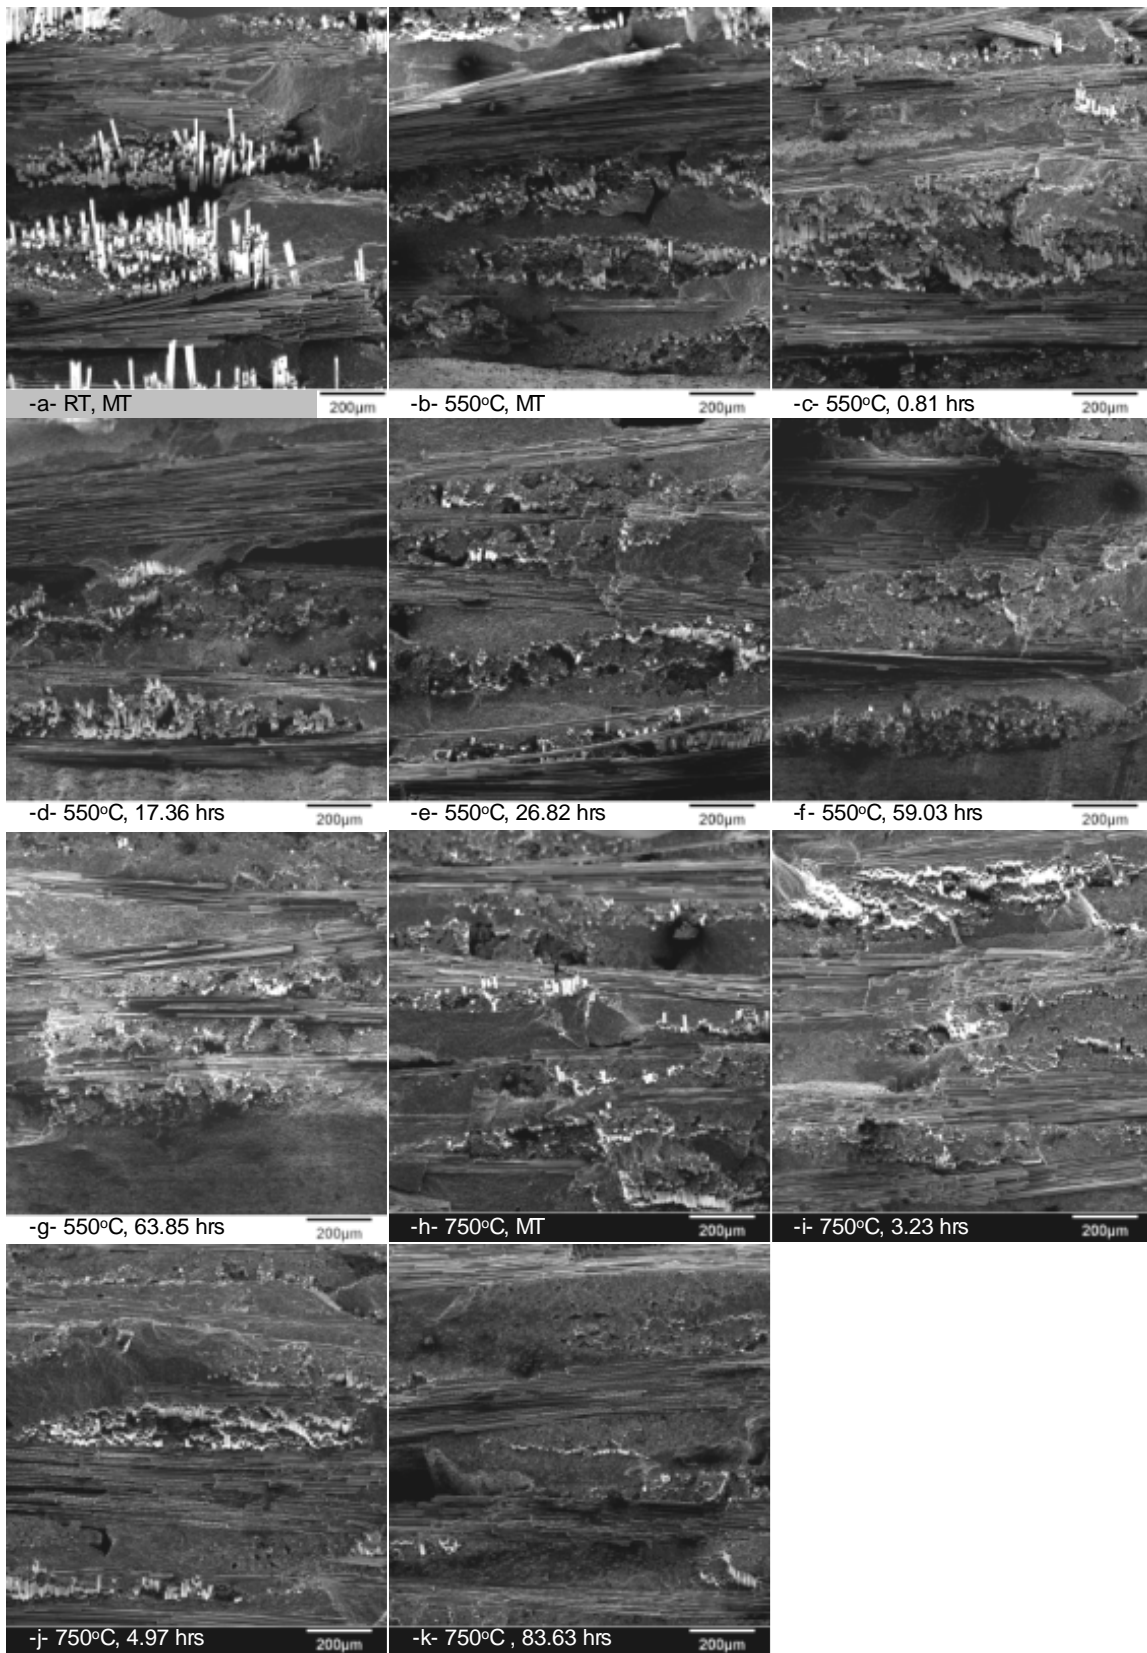 -a- RT, MT 200µm
-b- 550°C, MT 200µm
-c- 550°C, 0.81 hrs 200µm
-d- 550°C, 17.36 hrs 200µm
-e- 550°C, 26.82 hrs 200µm
-f- 550°C, 59.03 hrs 200µm
-g- 550°C, 63.85 hrs 200µm
-h- 750°C, MT 200µm
-i- 750°C, 3.23 hrs 200µm
-j- 750°C, 4.97 hrs 200µm
-k- 750°C , 83.63 hrs 200µm